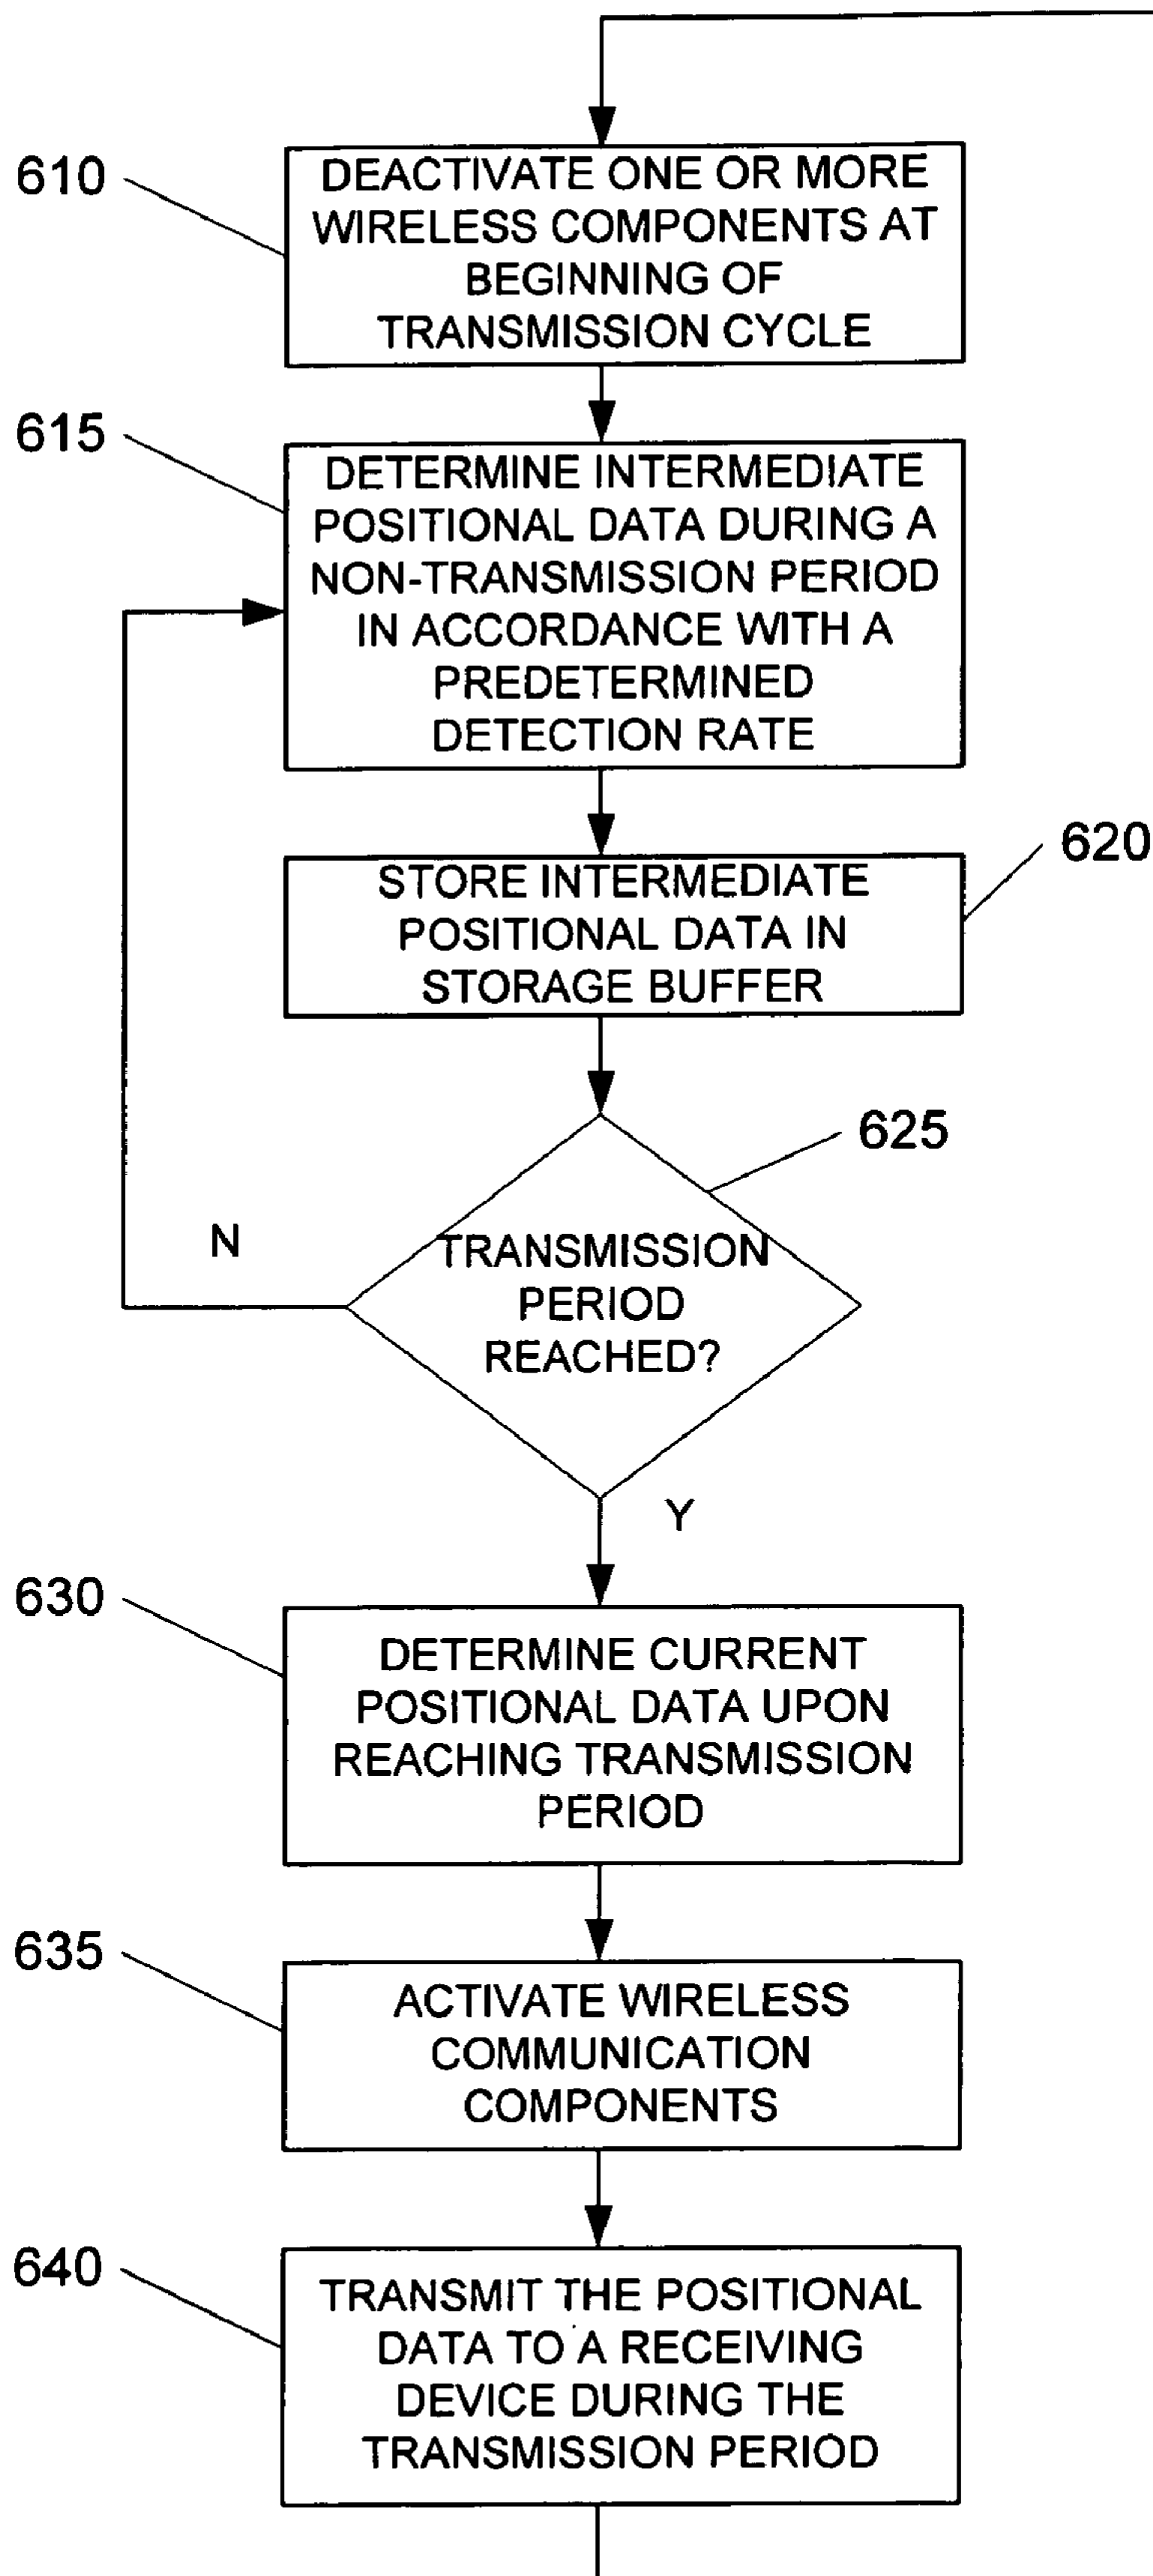 610
DEACTIVATE ONE OR MORE
WIRELESS COMPONENTS AT
BEGINNING OF
TRANSMISSION CYCLE
615
DETERMINE INTERMEDIATE
POSITIONAL DATA DURING A
NON-TRANSMISSION PERIOD
IN ACCORDANCE WITH A
PREDETERMINED
DETECTION RATE
620
STORE INTERMEDIATE
POSITIONAL DATA IN
STORAGE BUFFER
625
N
TRANSMISSION
PERIOD
REACHED?
Y
630
DETERMINE CURRENT
POSITIONAL DATA UPON
REACHING TRANSMISSION
PERIOD
635
ACTIVATE WIRELESS
COMMUNICATION
COMPONENTS
640
TRANSMIT THE POSITIONAL
DATA TO A RECEIVING
DEVICE DURING THE
TRANSMISSION PERIOD